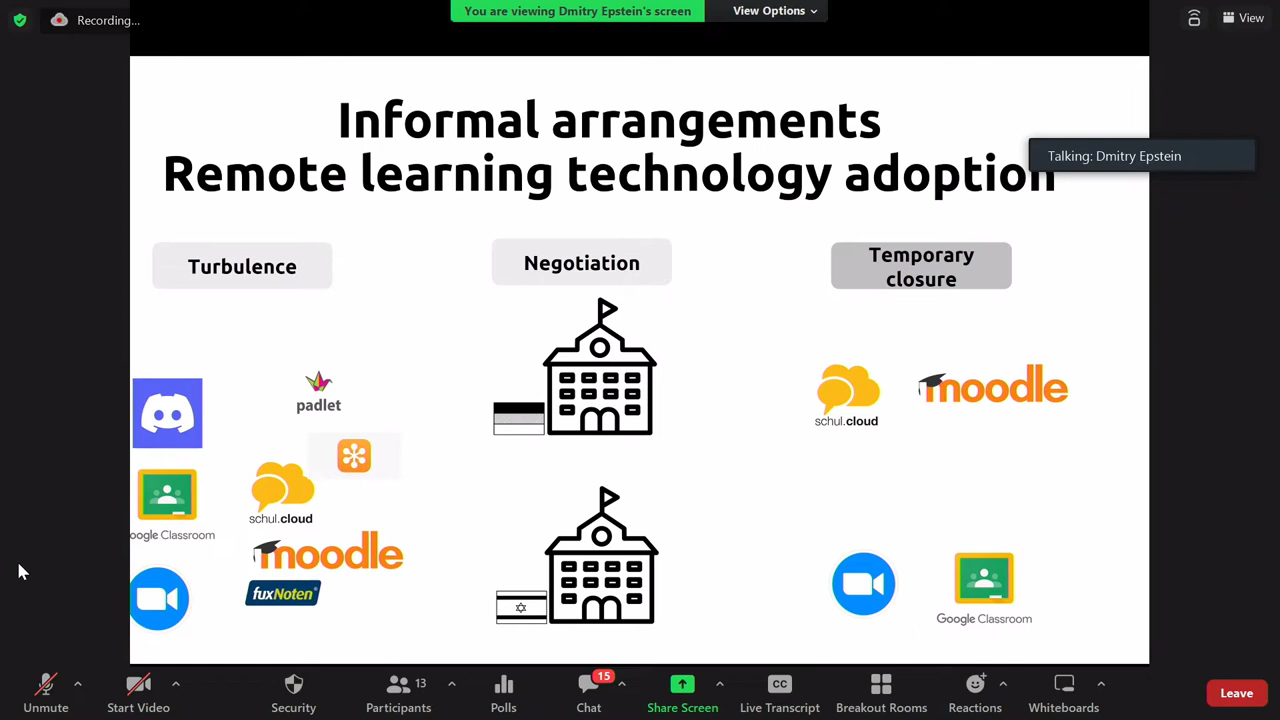 Recording...
You are viewing Dmitry Epstein's screen
View Options
View
Informal arrangements
Remote learning technology adoption
Talking: Dmitry Epstein
Turbulence
Negotiation
Temporary
closure
padlet
schul.cloud
oogle Classroom
moodle
fuxNoten
schul.cloud
moodle
Google Classroom
Unmute
Start Video
Security
Participants
13
Polls
Chat
15
Share Screen
CC
Live Transcript
Breakout Rooms
Reactions
Whiteboards
Leave